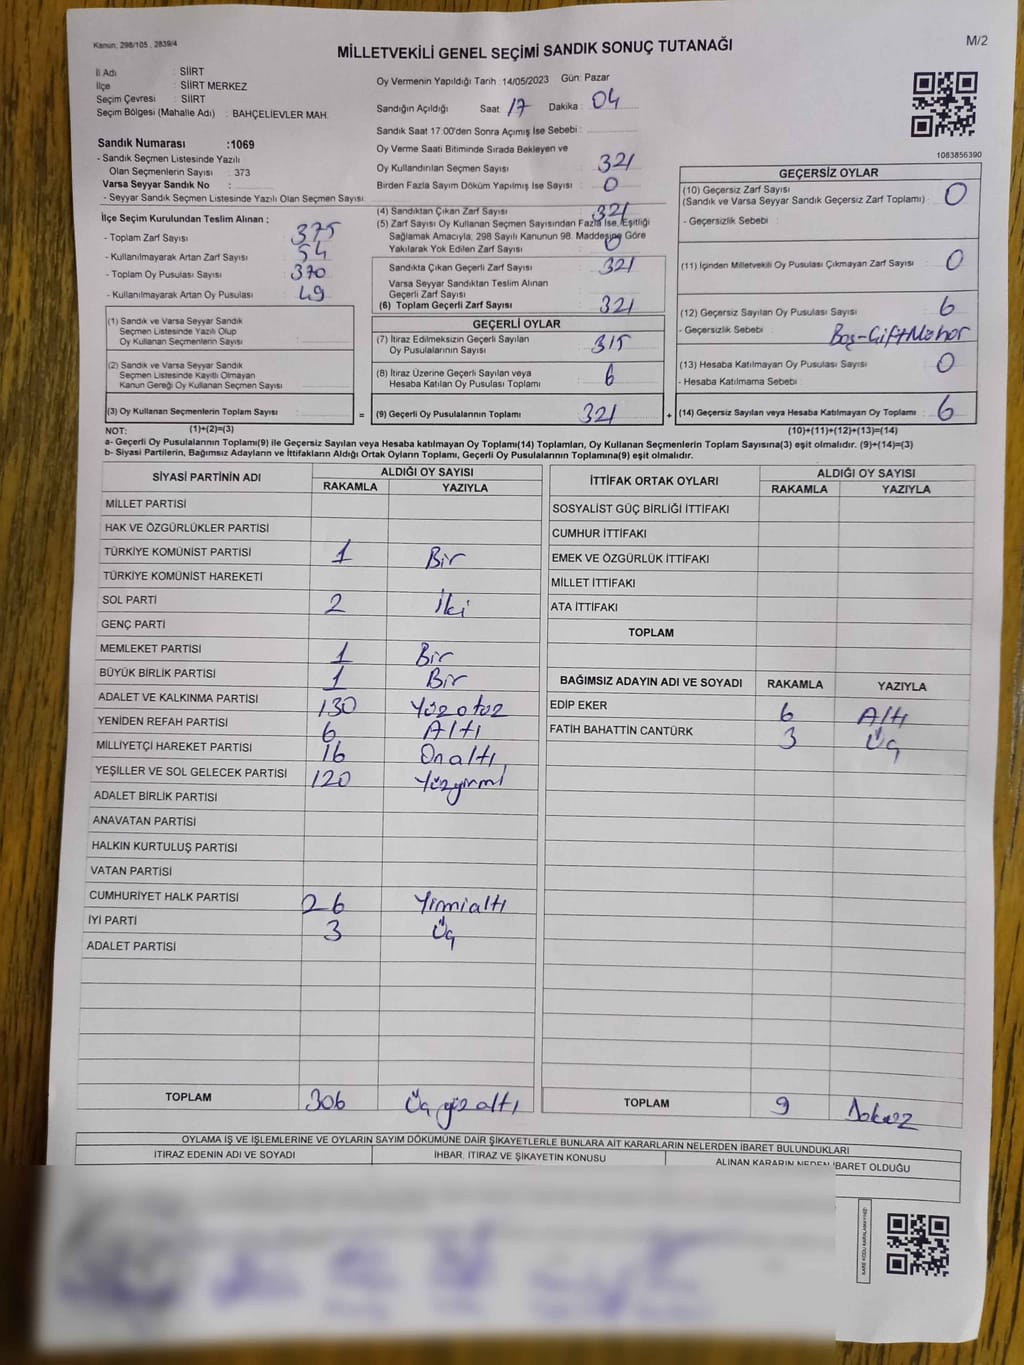 Kanun; 298/105 , 2839/4
MİLLETVEKİLİ GENEL SEÇİMİ SANDIK SONUÇ TUTANAĞI
M/2
İl Adı : SİİRT
İlçe : SİİRT MERKEZ
Seçim Çevresi : SİİRT
Seçim Bölgesi (Mahalle Adı) : BAHÇELİEVLER MAH.
Sandık Numarası :1069
- Sandık Seçmen Listesinde Yazılı
Olan Seçmenlerin Sayısı : 373
Varsa Seyyar Sandık No :
- Seyyar Sandık Seçmen Listesinde Yazılı Olan Seçmen Sayısı
İlçe Seçim Kurulundan Teslim Alınan :
- Toplam Zarf Sayısı 375
- Kullanılmayarak Artan Zarf Sayısı 54
- Toplam Oy Pusulası Sayısı 370
- Kullanılmayarak Artan Oy Pusulası 49
(1) Sandık ve Varsa Seyyar Sandık
Seçmen Listesinde Yazılı Olup
Oy Kullanan Seçmenlerin Sayısı
(2) Sandık ve Varsa Seyyar Sandık
Seçmen Listesinde Kayıtlı Olmayan
Kanun Gereği Oy Kullanan Seçmen Sayısı
(3) Oy Kullanan Seçmenlerin Toplam Sayısı =
Oy Vermenin Yapıldığı Tarih : 14/05/2023 Gün: Pazar
Sandığın Açıldığı Saat : 17 Dakika : 04
Sandık Saat 17:00'den Sonra Açılmış İse Sebebi :
Oy Verme Saati Bitiminde Sırada Bekleyen ve
Oy Kullandırılan Seçmen Sayısı 321
Birden Fazla Sayım Döküm Yapılmış İse Sayısı : 0
(4) Sandıktan Çıkan Zarf Sayısı 321
(5) Zarf Sayısı Oy Kullanan Seçmen Sayısından Fazla İse, Eşitliği
Sağlamak Amacıyla, 298 Sayılı Kanunun 98. Maddesine Göre
Yakılarak Yok Edilen Zarf Sayısı 0
Sandıkta Çıkan Geçerli Zarf Sayısı 321
Varsa Seyyar Sandıktan Teslim Alınan
Geçerli Zarf Sayısı
(6) Toplam Geçerli Zarf Sayısı 321
GEÇERLİ OYLAR
(7) İtiraz Edilmeksizin Geçerli Sayılan
Oy Pusulalarının Sayısı 315
(8) İtiraz Üzerine Geçerli Sayılan veya
Hesaba Katılan Oy Pusulası Toplamı 6
(9) Geçerli Oy Pusulalarının Toplamı 321 +
1083856390
GEÇERSİZ OYLAR
(10) Geçersiz Zarf Sayısı
(Sandık ve Varsa Seyyar Sandık Geçersiz Zarf Toplamı) : 0
- Geçersizlik Sebebi :
(11) İçinden Milletvekili Oy Pusulası Çıkmayan Zarf Sayısı : 0
(12) Geçersiz Sayılan Oy Pusulası Sayısı : 6
- Geçersizlik Sebebi : Boş-Çift Mühür
(13) Hesaba Katılmayan Oy Pusulası Sayısı : 0
- Hesaba Katılmama Sebebi :
(14) Geçersiz Sayılan veya Hesaba Katılmayan Oy Toplamı : 6
NOT: (1)+(2)=(3) (10)+(11)+(12)+(13)=(14)
a- Geçerli Oy Pusulalarının Toplamı(9) ile Geçersiz Sayılan veya Hesaba katılmayan Oy Toplamı(14) Toplamları, Oy Kullanan Seçmenlerin Toplam Sayısına(3) eşit olmalıdır. (9)+(14)=(3)
b- Siyasi Partilerin, Bağımsız Adayların ve İttifakların Aldığı Ortak Oyların Toplamı, Geçerli Oy Pusulalarının Toplamına(9) eşit olmalıdır.
SİYASİ PARTİNİN ADI ALDIĞI OY SAYISI
RAKAMLA YAZIYLA
MİLLET PARTİSİ
HAK VE ÖZGÜRLÜKLER PARTİSİ
TÜRKİYE KOMÜNİST PARTİSİ 1 Bir
TÜRKİYE KOMÜNİST HAREKETİ
SOL PARTİ 2 İki
GENÇ PARTİ
MEMLEKET PARTİSİ 1 Bir
BÜYÜK BİRLİK PARTİSİ 1 Bir
ADALET VE KALKINMA PARTİSİ 130 Yüzotuz
YENİDEN REFAH PARTİSİ 6 Altı
MİLLİYETÇİ HAREKET PARTİSİ 16 Onaltı
YEŞİLLER VE SOL GELECEK PARTİSİ 120 Yüzyirmi
ADALET BİRLİK PARTİSİ
ANAVATAN PARTİSİ
HALKIN KURTULUŞ PARTİSİ
VATAN PARTİSİ
CUMHURİYET HALK PARTİSİ 26 Yirmialtı
İYİ PARTİ 3 Üç
ADALET PARTİSİ
TOPLAM 306 Üçyüzaltı
İTTİFAK ORTAK OYLARI ALDIĞI OY SAYISI
RAKAMLA YAZIYLA
SOSYALİST GÜÇ BİRLİĞİ İTTİFAKI
CUMHUR İTTİFAKI
EMEK VE ÖZGÜRLÜK İTTİFAKI
MİLLET İTTİFAKI
ATA İTTİFAKI
TOPLAM
BAĞIMSIZ ADAYIN ADI VE SOYADI RAKAMLA YAZIYLA
EDİP EKER 6 Altı
FATİH BAHATTİN CANTÜRK 3 Üç
TOPLAM 9 Dokuz
OYLAMA İŞ VE İŞLEMLERİNE VE OYLARIN SAYIM DÖKÜMÜNE DAİR ŞİKAYETLERLE BUNLARA AİT KARARLARIN NELERDEN İBARET BULUNDUKLARI
İTİRAZ EDENİN ADI VE SOYADI İHBAR, İTİRAZ VE ŞİKAYETİN KONUSU ALINAN KARARIN NEDEN İBARET OLDUĞU
KARE KODU KARALAMAYINIZ!